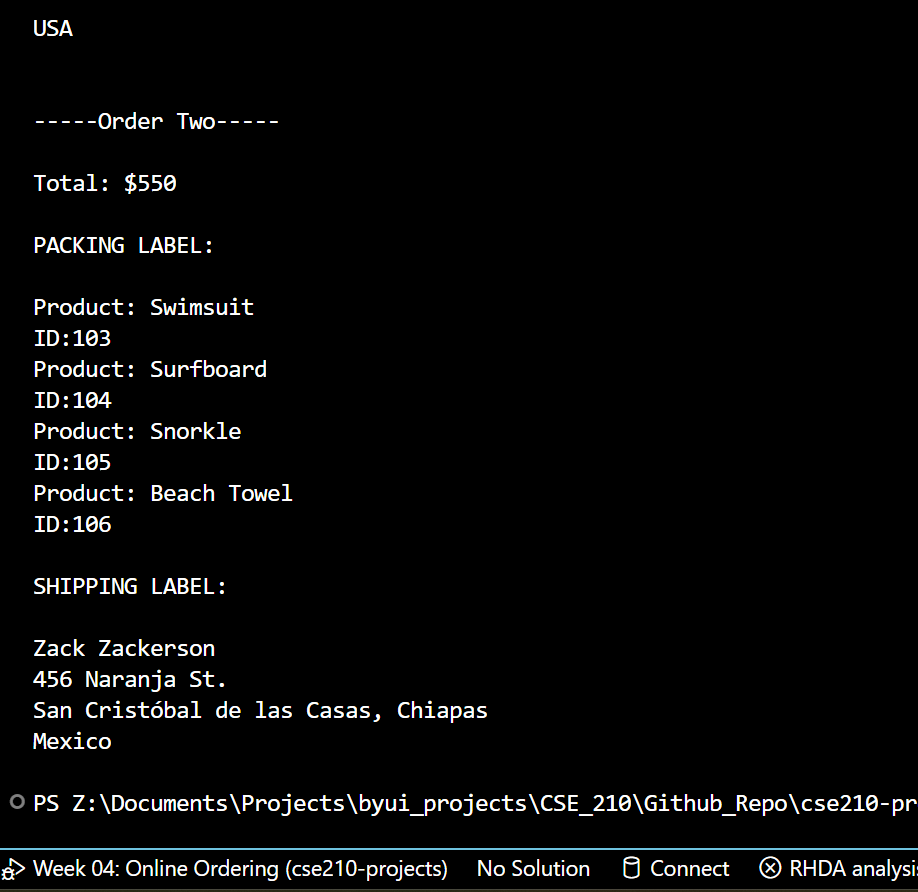 USA
-----Order Two-----
Total: $550
PACKING LABEL:
Product: Swimsuit
ID:103
Product: Surfboard
ID:104
Product: Snorkle
ID:105
Product: Beach Towel
ID:106
SHIPPING LABEL:
Zack Zackerson
456 Naranja St.
San Cristóbal de las Casas, Chiapas
Mexico
PS Z:\Documents\Projects\byui_projects\CSE_210\Github_Repo\cse210-pr
Week 04: Online Ordering (cse210-projects) No Solution Connect RHDA analysi